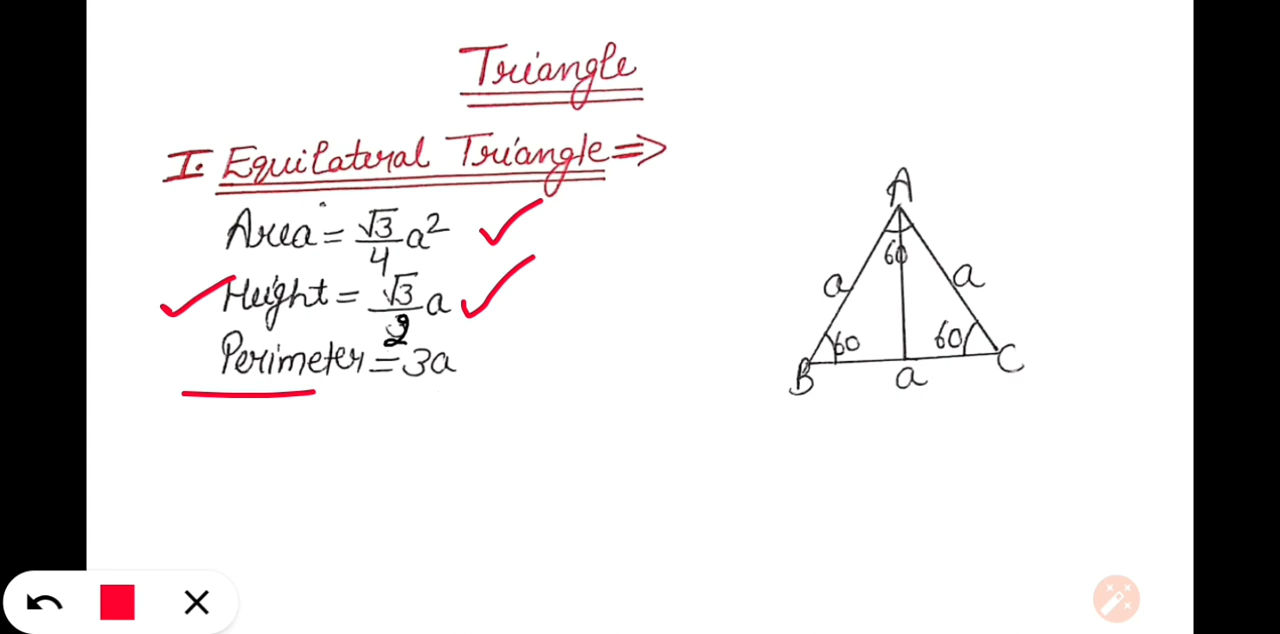 Triangle
I. Equilateral Triangle =>
Area = √3/4 a²
Height = √3/2 a
Perimeter = 3a
A
60
a a
60 60
B a C